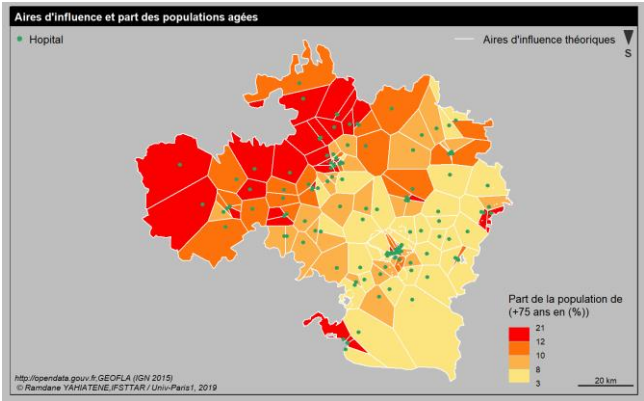 Aires d'influence et part des populations agées
Hopital
Aires d'influence théoriques
S
Part de la population de
(+75 ans en (%))
21
12
10
8
3
20 km
http://opendata.gouv.fr,GEOFLA (IGN 2015)
© Ramdane YAHIATENE,IFSTTAR / Univ-Paris1, 2019